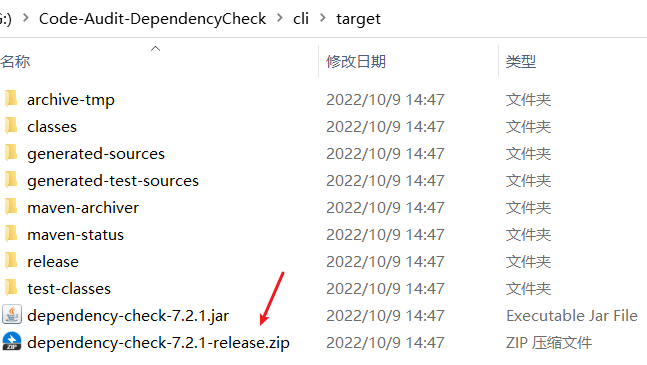 G:) > Code-Audit-DependencyCheck > cli > target
名称 修改日期 类型
archive-tmp 2022/10/9 14:47 文件夹
classes 2022/10/9 14:47 文件夹
generated-sources 2022/10/9 14:47 文件夹
generated-test-sources 2022/10/9 14:47 文件夹
maven-archiver 2022/10/9 14:47 文件夹
maven-status 2022/10/9 14:47 文件夹
release 2022/10/9 14:47 文件夹
test-classes 2022/10/9 14:47 文件夹
dependency-check-7.2.1.jar 2022/10/9 14:47 Executable Jar File
ZIP dependency-check-7.2.1-release.zip 2022/10/9 14:47 ZIP 压缩文件